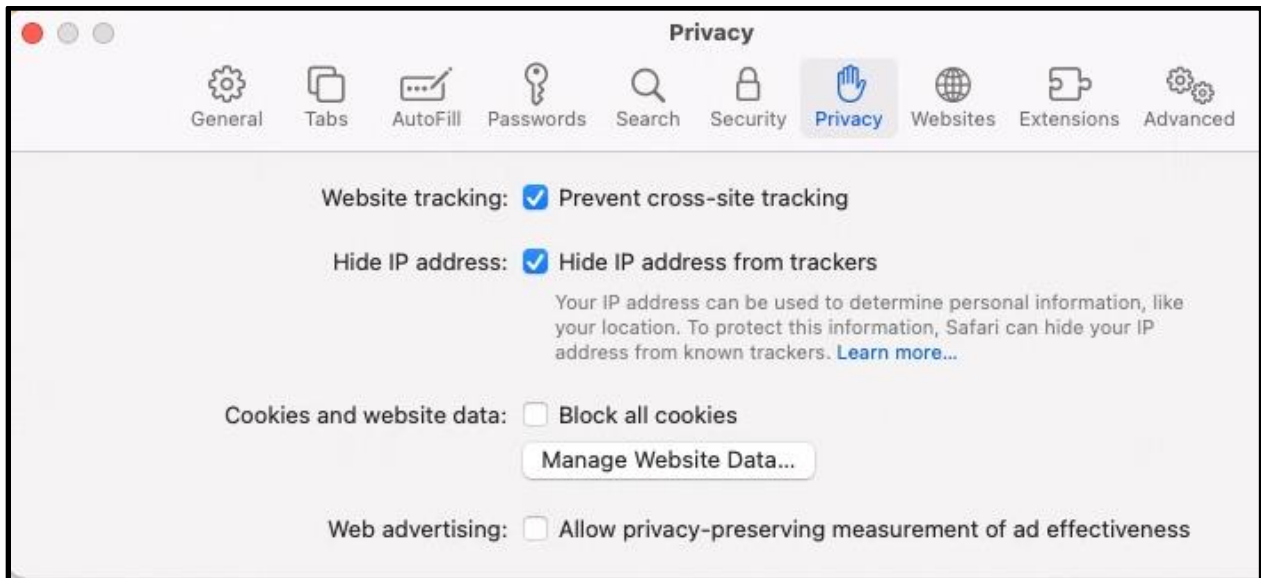 Privacy
General Tabs AutoFill Passwords Search Security Privacy Websites Extensions Advanced
Website tracking: Prevent cross-site tracking
Hide IP address: Hide IP address from trackers
Your IP address can be used to determine personal information, like
your location. To protect this information, Safari can hide your IP
address from known trackers. Learn more...
Cookies and website data: Block all cookies
Manage Website Data...
Web advertising: Allow privacy-preserving measurement of ad effectiveness